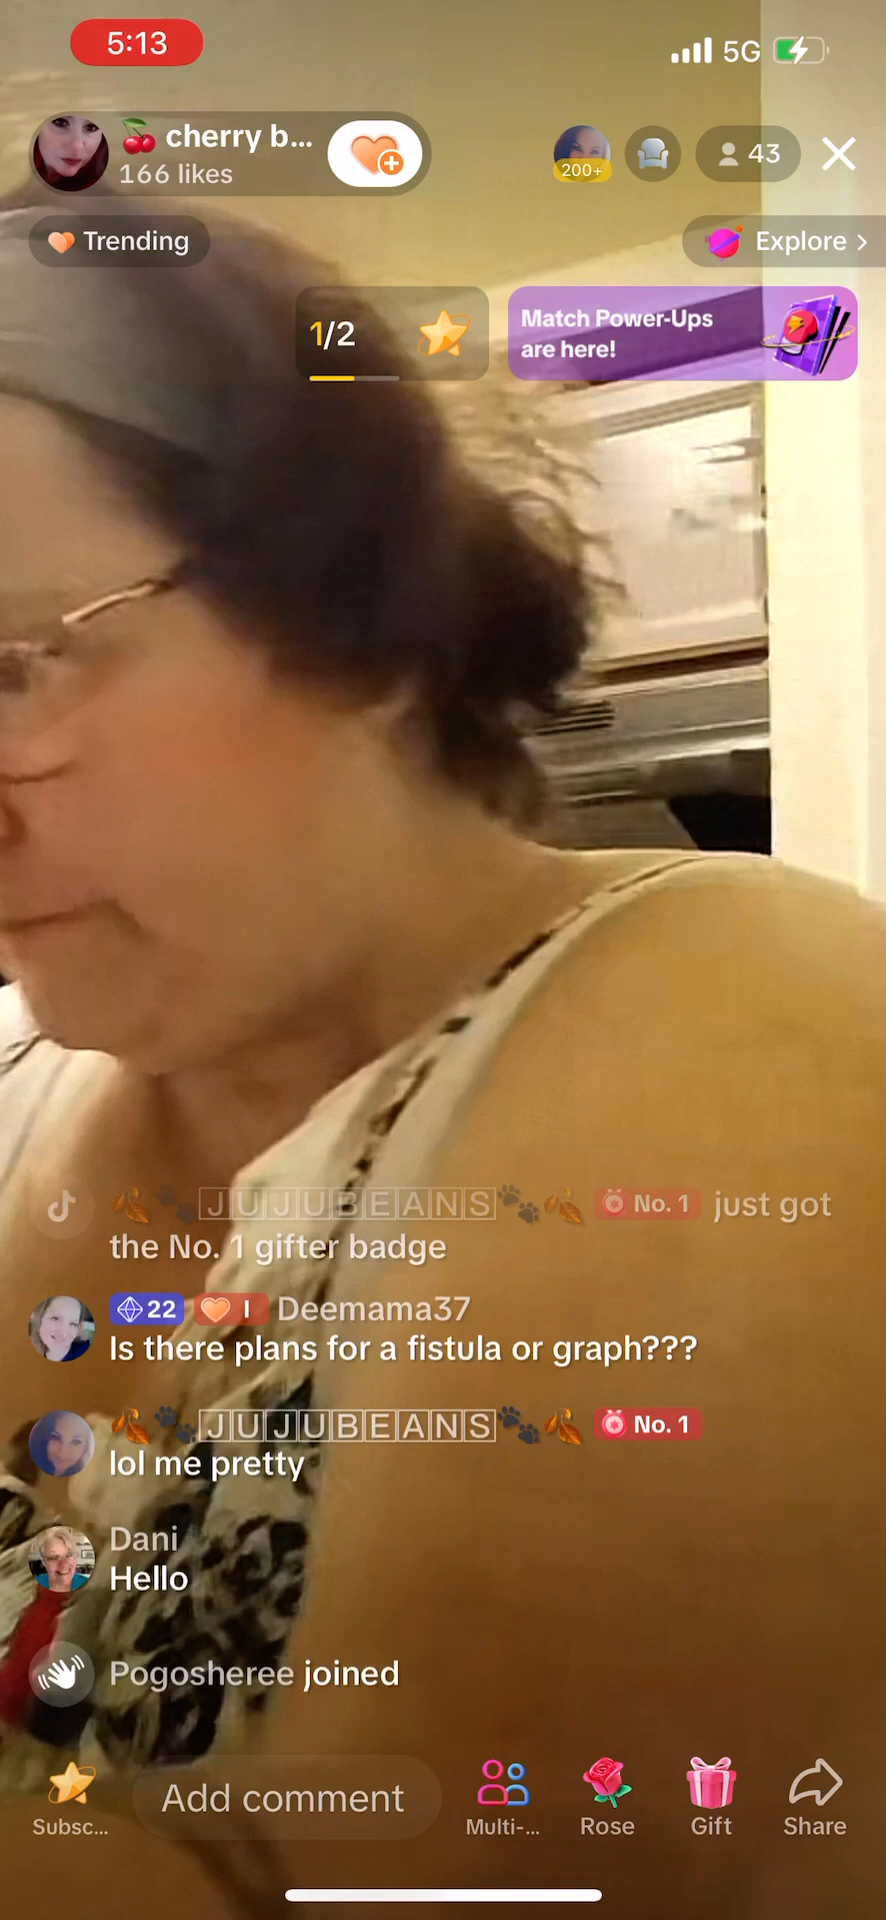 5:13
5G
🍒 cherry b...
166 likes
200+
43
Trending
Explore >
1/2
Match Power-Ups
are here!
🍂🐾JUJUBEANS🐾🍂 No. 1 just got
the No. 1 gifter badge
22 I Deemama37
Is there plans for a fistula or graph???
🍂🐾JUJUBEANS🐾🍂 No. 1
lol me pretty
Dani
Hello
Pogosheree joined
Subsc...
Add comment
Multi-...
Rose
Gift
Share